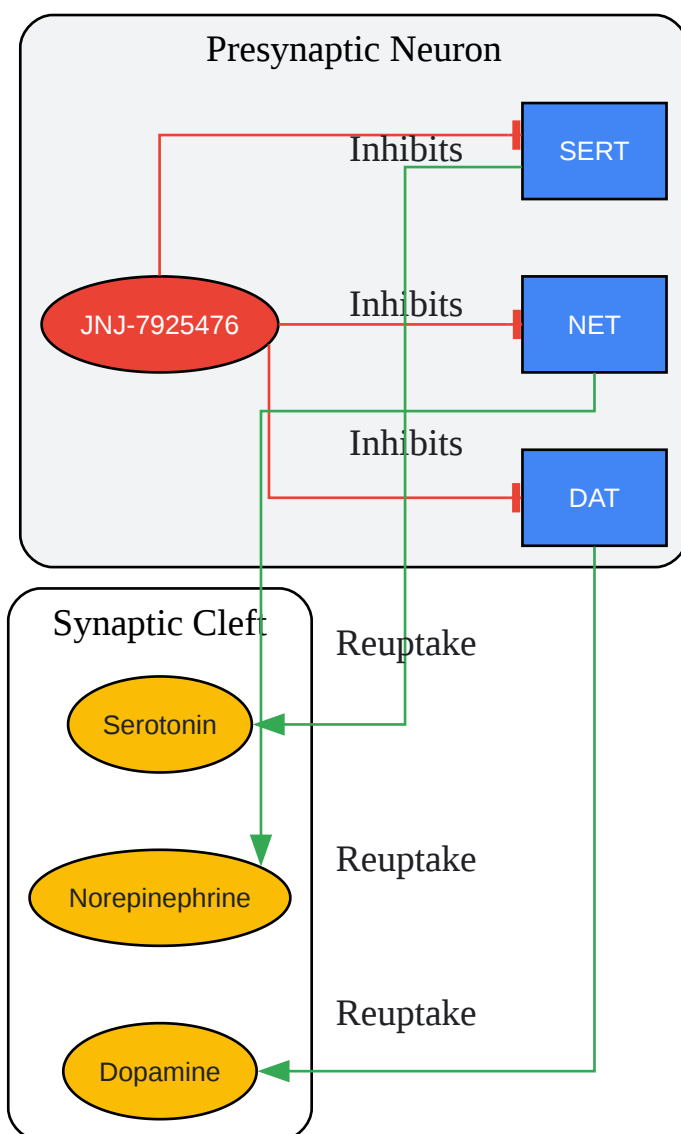 Presynaptic Neuron
Inhibits
SERT
JNJ-7925476
Inhibits
NET
Inhibits
DAT
Synaptic Cleft
Reuptake
Serotonin
Reuptake
Norepinephrine
Reuptake
Dopamine